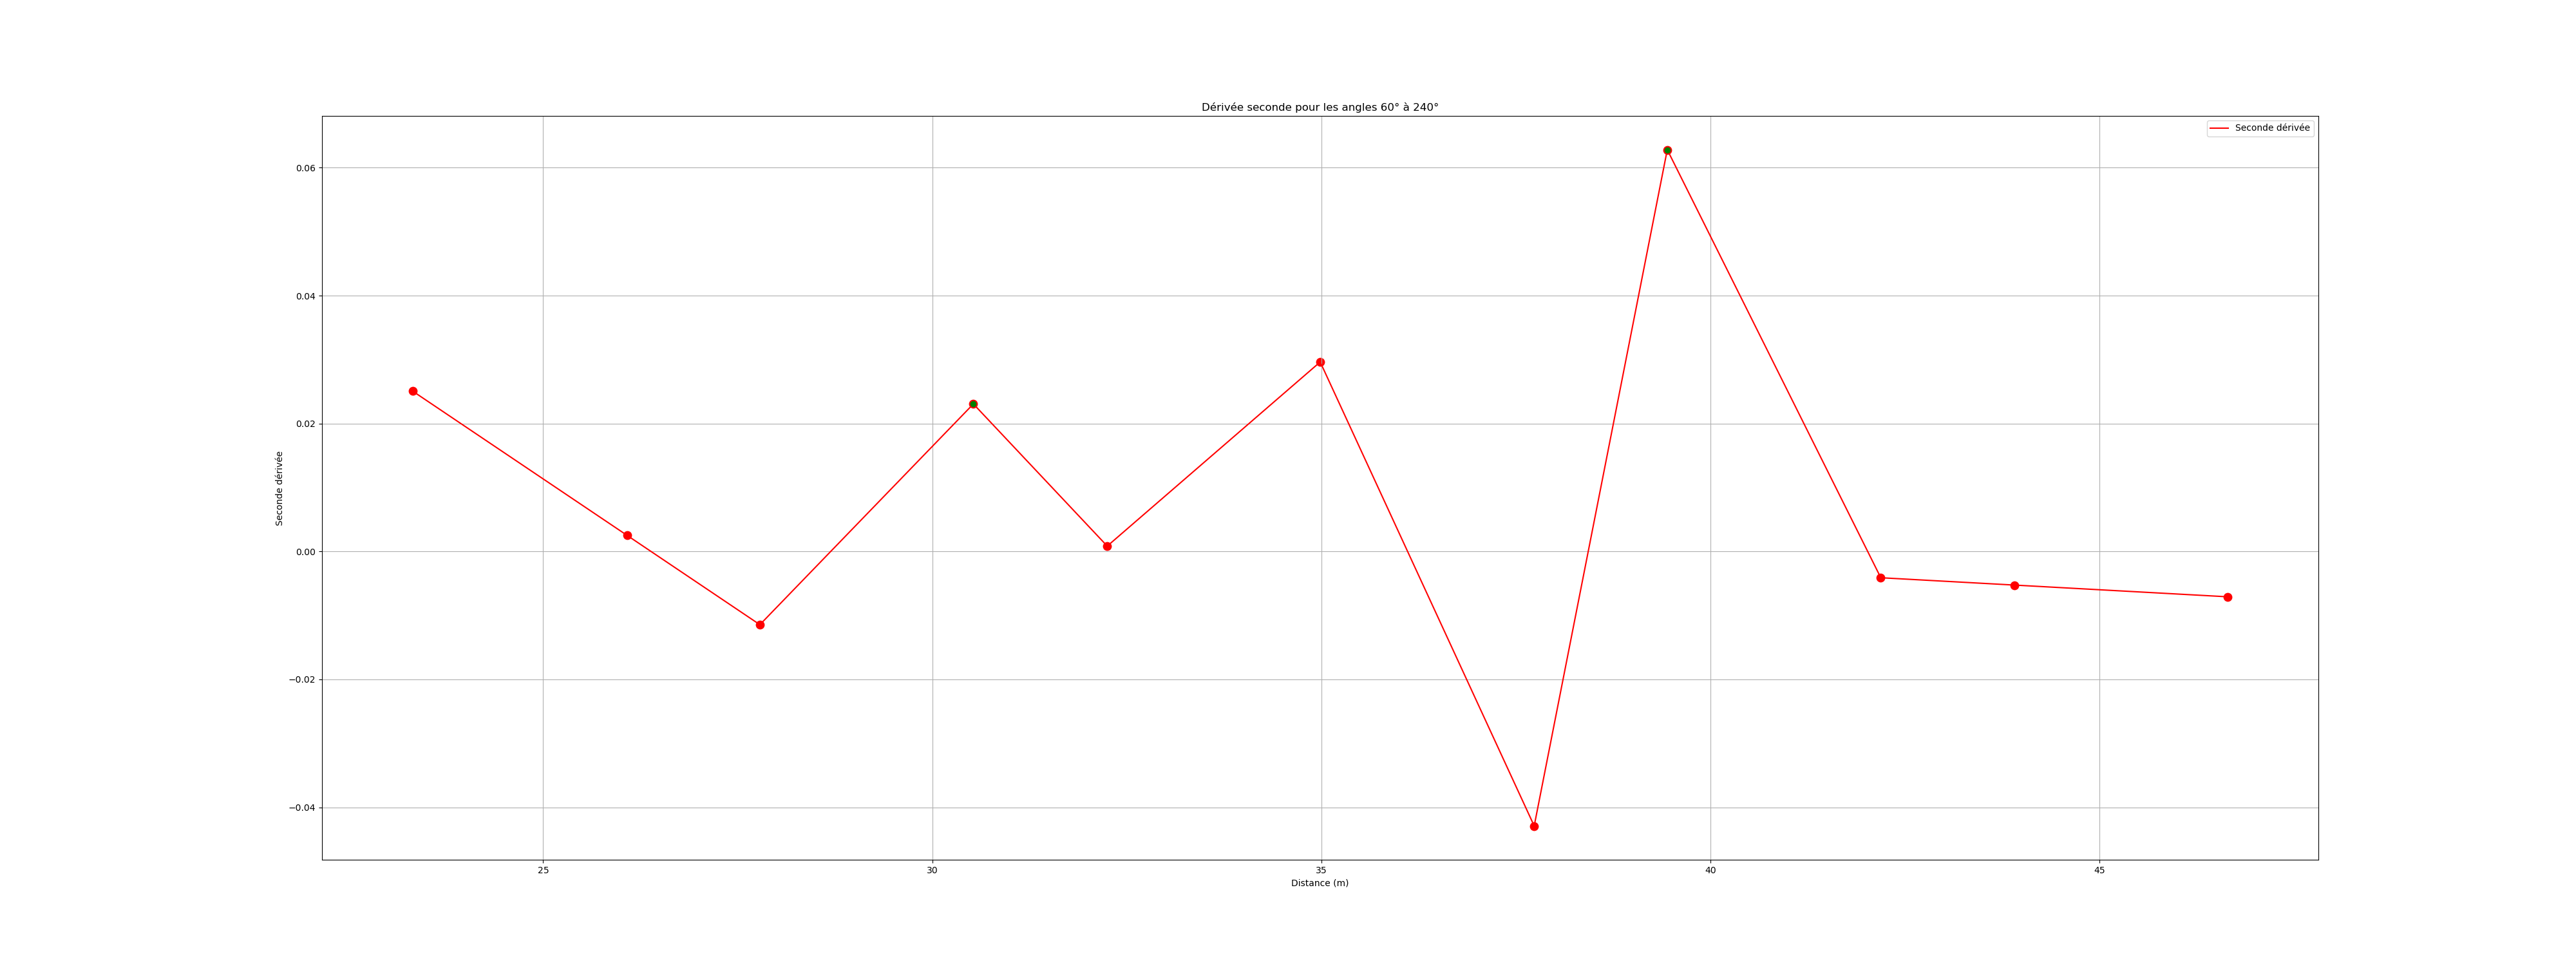 Dérivée seconde pour les angles 60° à 240°
Seconde dérivée
0.06
0.04
0.02
0.00
−0.02
−0.04
Seconde dérivée
25
30
35
40
45
Distance (m)